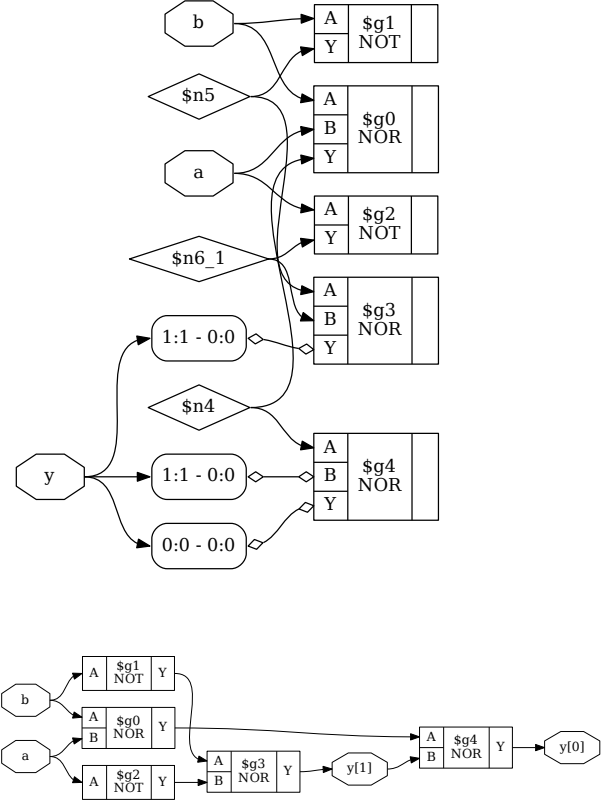 b
A
Y
$g1
NOT
$n5
A
B
Y
$g0
NOR
a
A
Y
$g2
NOT
$n6_1
A
B
Y
$g3
NOR
1:1 - 0:0
$n4
y
1:1 - 0:0
0:0 - 0:0
A
B
Y
$g4
NOR
b
A
$g1
NOT
Y
A
B
$g0
NOR
Y
a
A
$g2
NOT
Y
A
B
$g3
NOR
Y
y[1]
A
B
$g4
NOR
Y
y[0]